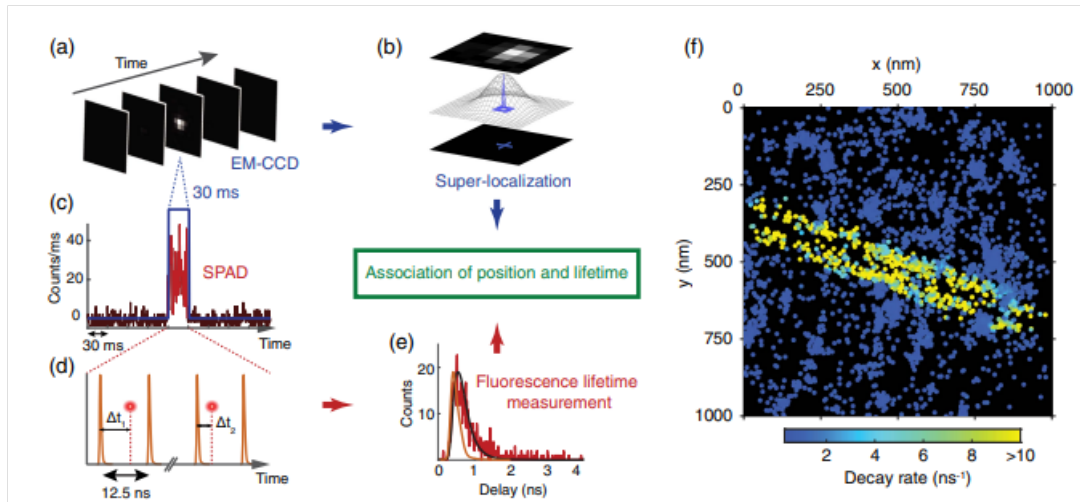 (a)
Time
EM-CCD
30 ms
(b)
Super-localization
(c)
Counts/ms
40
20
0
SPAD
30 ms
Time
Association of position and lifetime
(d)
Δt1
Δt2
Time
12.5 ns
(e)
Counts
20
10
Fluorescence lifetime
measurement
0 1 2 3 4
Delay (ns)
(f)
x (nm)
0 250 500 750 1000
y (nm)
0
250
500
750
1000
2 4 6 8 >10
Decay rate (ns⁻¹)